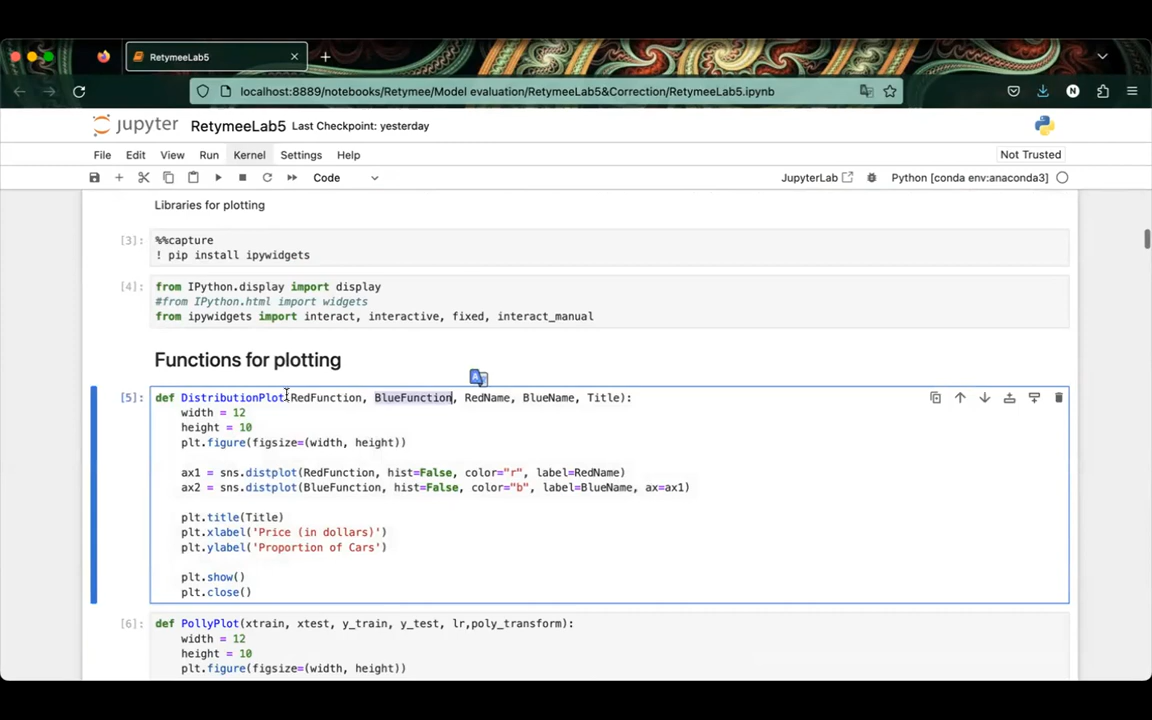 RetymeeLab5
localhost:8889/notebooks/Retymee/Model evaluation/RetymeeLab5&Correction/RetymeeLab5.ipynb
N
jupyter RetymeeLab5 Last Checkpoint: yesterday
File Edit View Run Kernel Settings Help
Not Trusted
Code
JupyterLab
Python [conda env:anaconda3]
Libraries for plotting
[3]:
%%capture
! pip install ipywidgets
[4]:
from IPython.display import display
#from IPython.html import widgets
from ipywidgets import interact, interactive, fixed, interact_manual
Functions for plotting
[5]:
def DistributionPlot(RedFunction, BlueFunction, RedName, BlueName, Title):
width = 12
height = 10
plt.figure(figsize=(width, height))
ax1 = sns.distplot(RedFunction, hist=False, color="r", label=RedName)
ax2 = sns.distplot(BlueFunction, hist=False, color="b", label=BlueName, ax=ax1)
plt.title(Title)
plt.xlabel('Price (in dollars)')
plt.ylabel('Proportion of Cars')
plt.show()
plt.close()
[6]:
def PollyPlot(xtrain, xtest, y_train, y_test, lr,poly_transform):
width = 12
height = 10
plt.figure(figsize=(width, height))